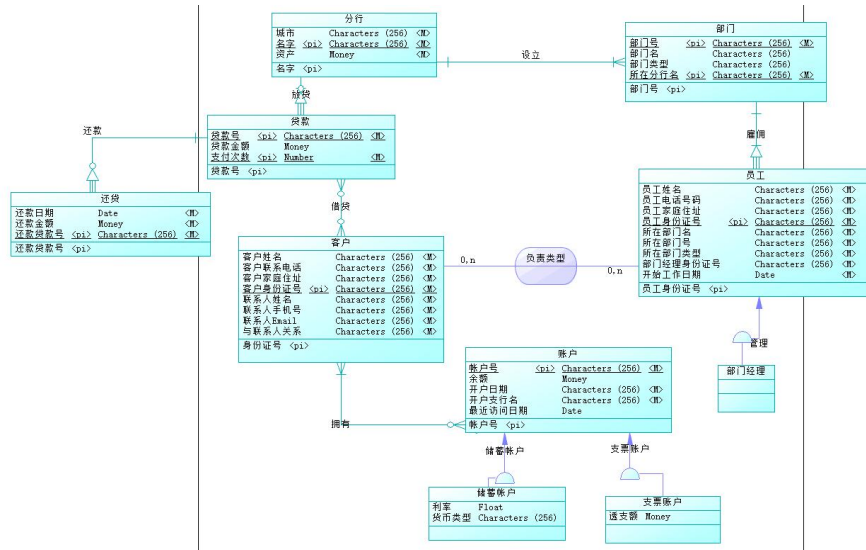 分行
城市 Characters (256) <M>
名字 <pi> Characters (256) <M>
资产 Money <M>
名字 <pi>
设立
部门
部门号 <pi> Characters (256) <M>
部门名 Characters (256)
部门类型 Characters (256)
所在分行名 <pi> Characters (256) <M>
部门号 <pi>
放贷
雇佣
还款
贷款
贷款号 <pi> Characters (256) <M>
贷款金额 Money
支付次数 <pi> Number <M>
贷款号 <pi>
还贷
还款日期 Date <M>
还款金额 Money <M>
还款贷款号 <pi> Characters (256) <M>
还款贷款号 <pi>
借贷
员工
员工姓名 Characters (256) <M>
员工电话号码 Characters (256) <M>
员工家庭住址 Characters (256) <M>
员工身份证号 <pi> Characters (256) <M>
所在部门名 Characters (256) <M>
所在部门号 Characters (256) <M>
所在部门类型 Characters (256) <M>
部门经理身份证号 Characters (256) <M>
开始工作日期 Date <M>
员工身份证号 <pi>
客户
客户姓名 Characters (256) <M>
客户联系电话 Characters (256) <M>
客户家庭住址 Characters (256) <M>
客户身份证号 <pi> Characters (256) <M>
联系人姓名 Characters (256) <M>
联系人手机号 Characters (256) <M>
联系人Email Characters (256) <M>
与联系人关系 Characters (256) <M>
身份证号 <pi>
0,n
负责类型
0,n
管理
部门经理
账户
帐户号 <pi> Characters (256) <M>
余额 Money
开户日期 Characters (256) <M>
开户支行名 Characters (256) <M>
最近访问日期 Date
帐户号 <pi>
拥有
储蓄帐户
支票账户
储蓄帐户
利率 Float
货币类型 Characters (256)
支票账户
透支额 Money